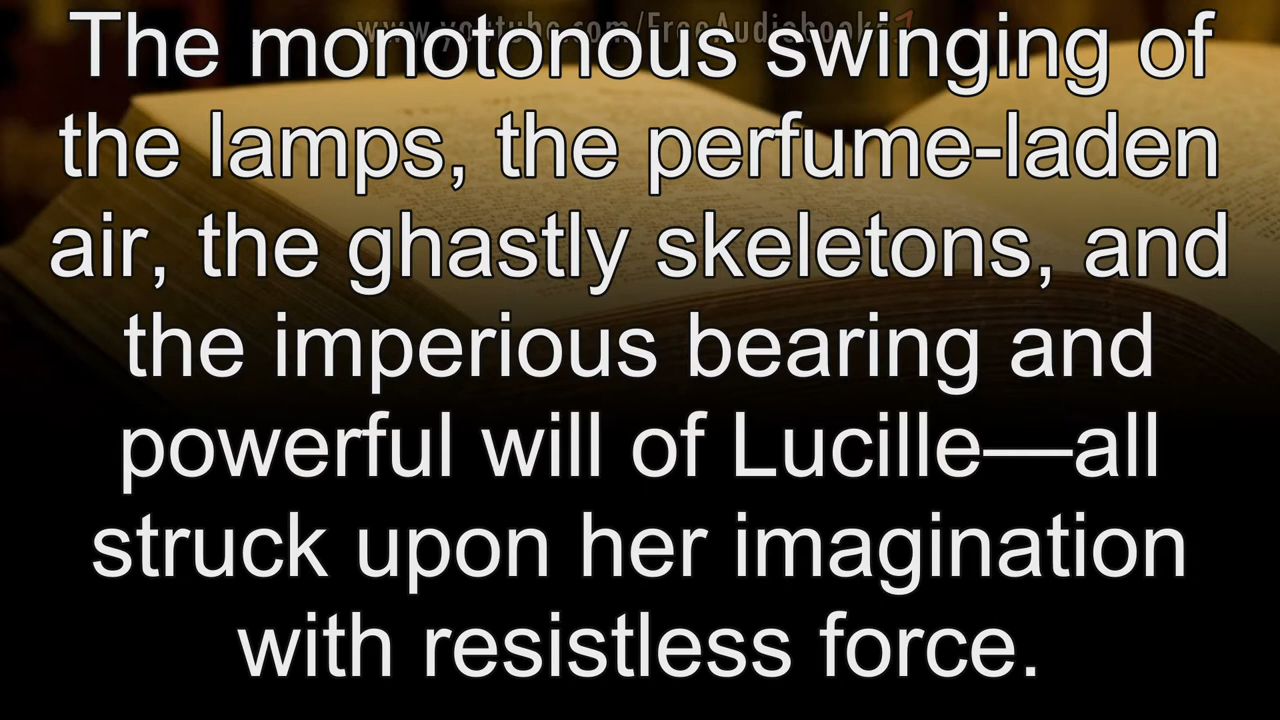 www.youtube.com/FreeAudiobooks
The monotonous swinging of
the lamps, the perfume-laden
air, the ghastly skeletons, and
the imperious bearing and
powerful will of Lucille—all
struck upon her imagination
with resistless force.